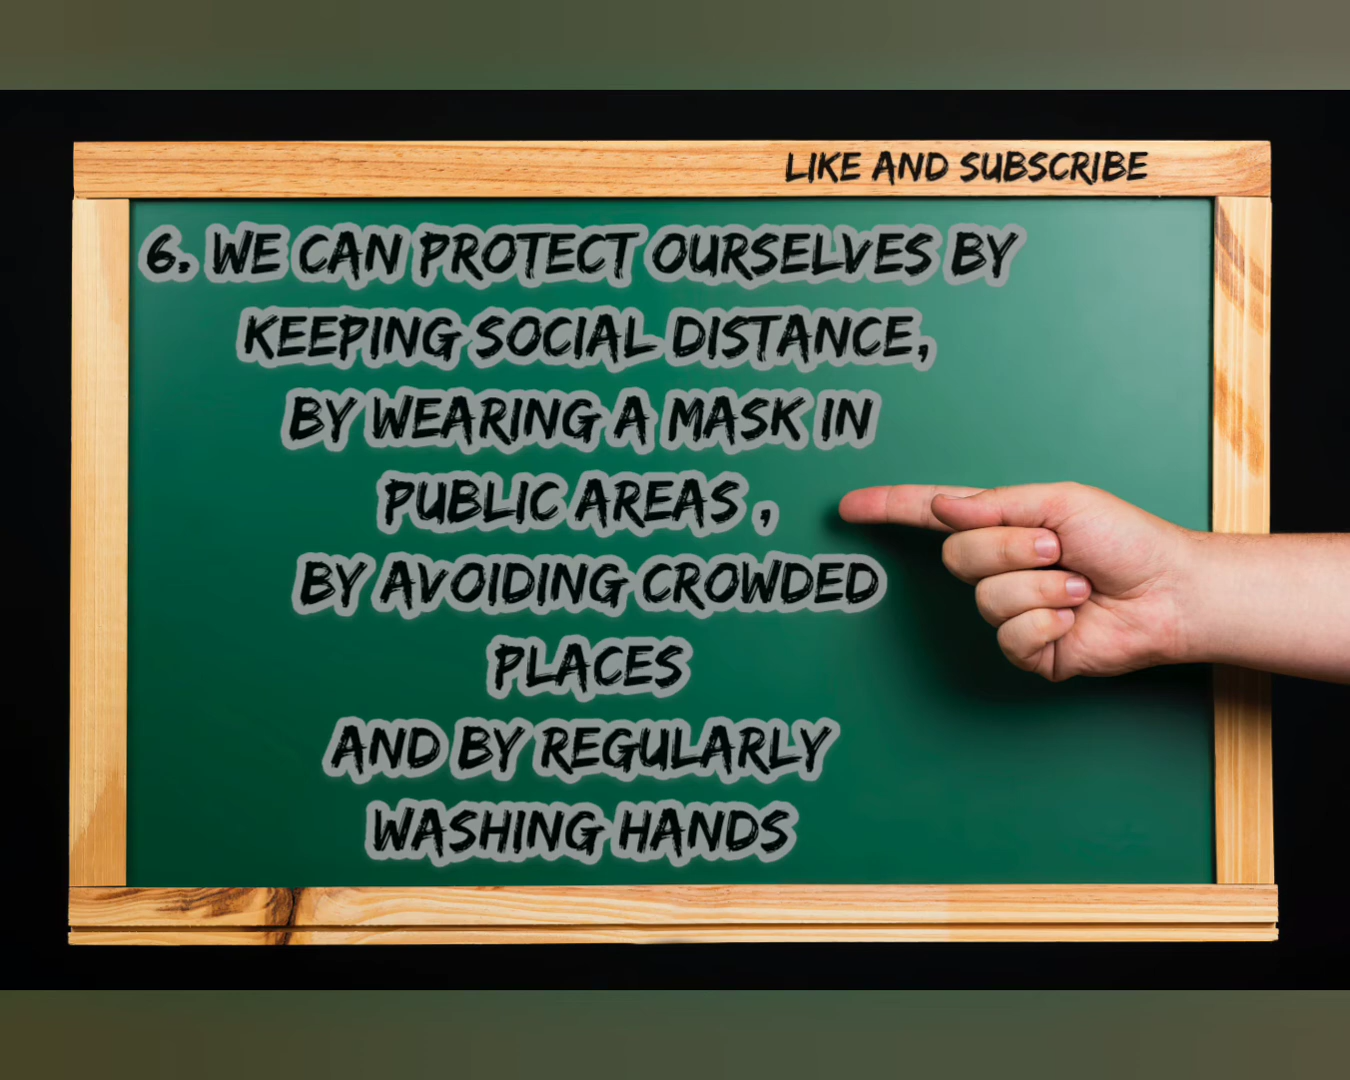 LIKE AND SUBSCRIBE
6. WE CAN PROTECT OURSELVES BY
KEEPING SOCIAL DISTANCE,
BY WEARING A MASK IN
PUBLIC AREAS ,
BY AVOIDING CROWDED
PLACES
AND BY REGULARLY
WASHING HANDS